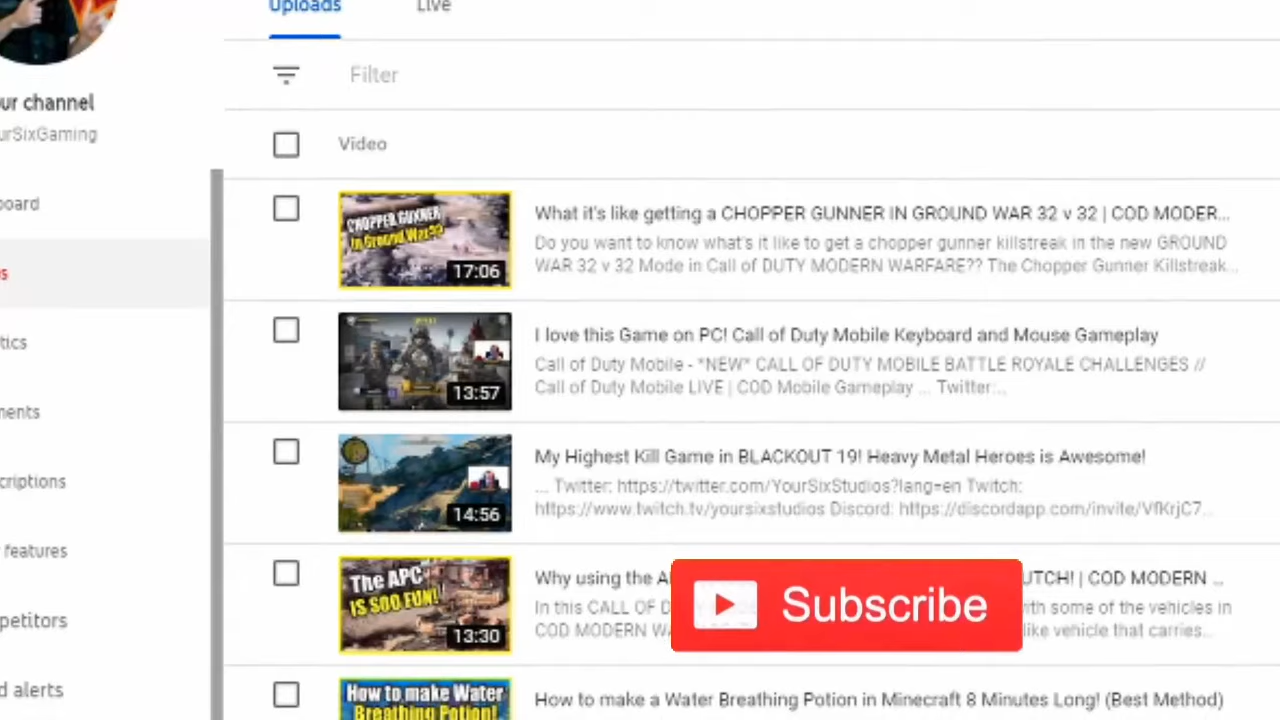 Uploads Live
ur channel
urSixGaming
board
s
tics
ments
criptions
features
petitors
d alerts
Filter
Video
CHOPPER GUNNER
In Ground War??
17:06
What it's like getting a CHOPPER GUNNER IN GROUND WAR 32 v 32 | COD MODER...
Do you want to know what's it like to get a chopper gunner killstreak in the new GROUND
WAR 32 v 32 Mode in Call of DUTY MODERN WARFARE?? The Chopper Gunner Killstreak...
13:57
I love this Game on PC! Call of Duty Mobile Keyboard and Mouse Gameplay
Call of Duty Mobile - *NEW* CALL OF DUTY MOBILE BATTLE ROYALE CHALLENGES //
Call of Duty Mobile LIVE | COD Mobile Gameplay ... Twitter:...
14:56
My Highest Kill Game in BLACKOUT 19! Heavy Metal Heroes is Awesome!
... Twitter: https://twitter.com/YourSixStudios?lang=en Twitch:
https://www.twitch.tv/yoursixstudios Discord: https://discordapp.com/invite/VfKrjC7...
The APC
IS SOO FUN!
13:30
Why using the A UTCH! | COD MODERN ...
In this CALL OF D with some of the vehicles in
COD MODERN WA like vehicle that carries...
Subscribe
How to make Water
Breathing Potion!
How to make a Water Breathing Potion in Minecraft 8 Minutes Long! (Best Method)